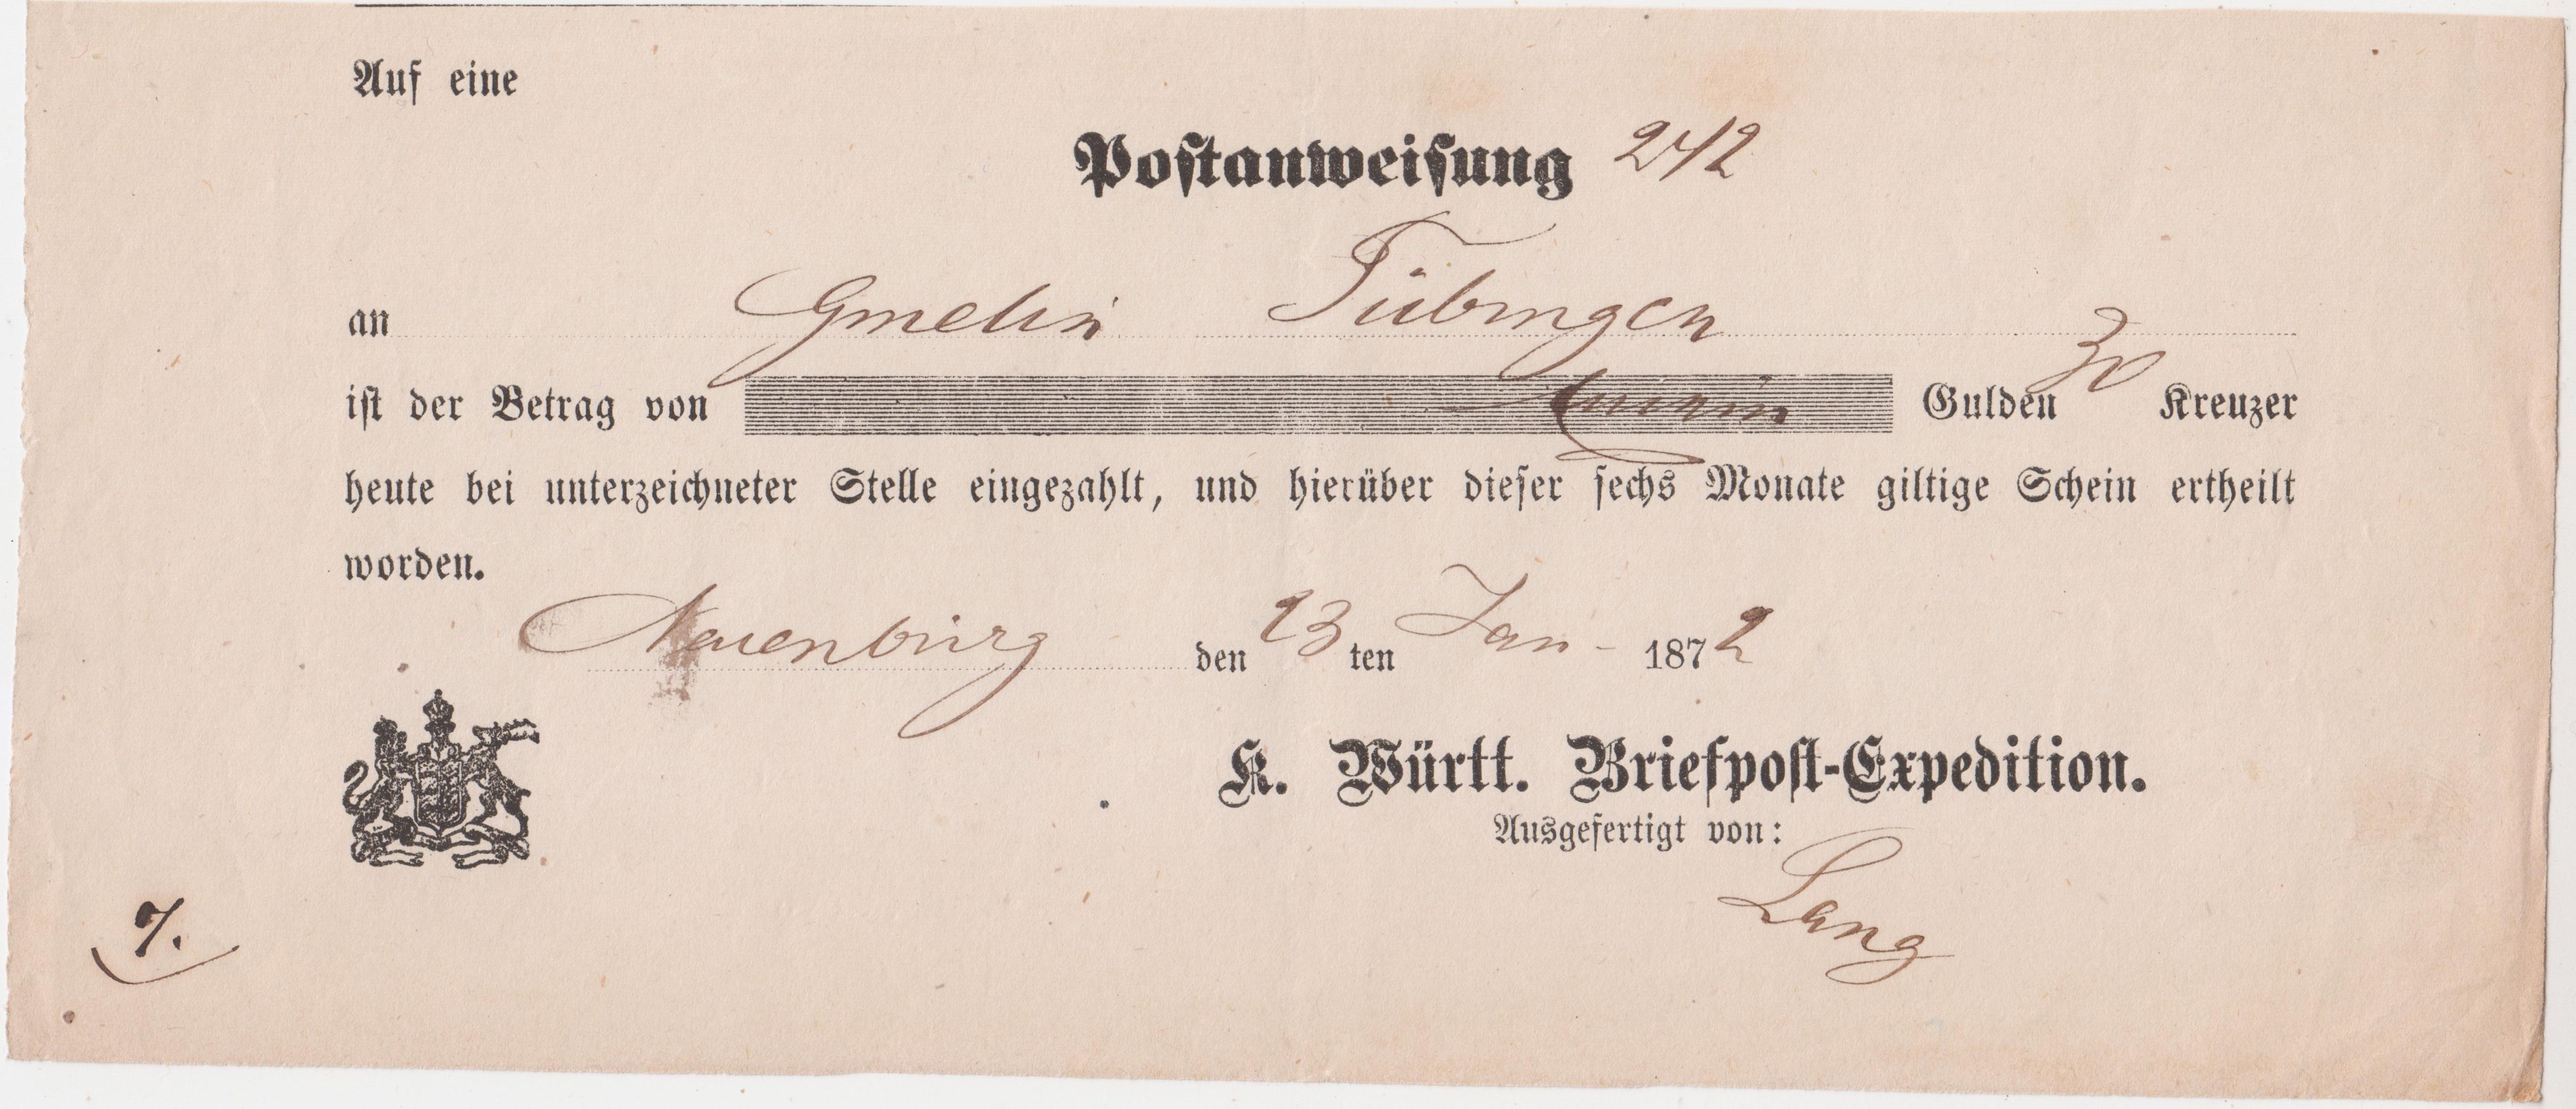 Auf eine
Postanweisung 242
an Gmelin Tübingen
ist der Betrag von Gulden 30 Kreuzer
heute bei unterzeichneter Stelle eingezahlt, und hierüber dieser sechs Monate giltige Schein ertheilt
worden.
Neuenbürg den 23 ten Jan - 1872
K. Württ. Briefpost-Expedition.
Ausgefertigt von:
Lang
7.